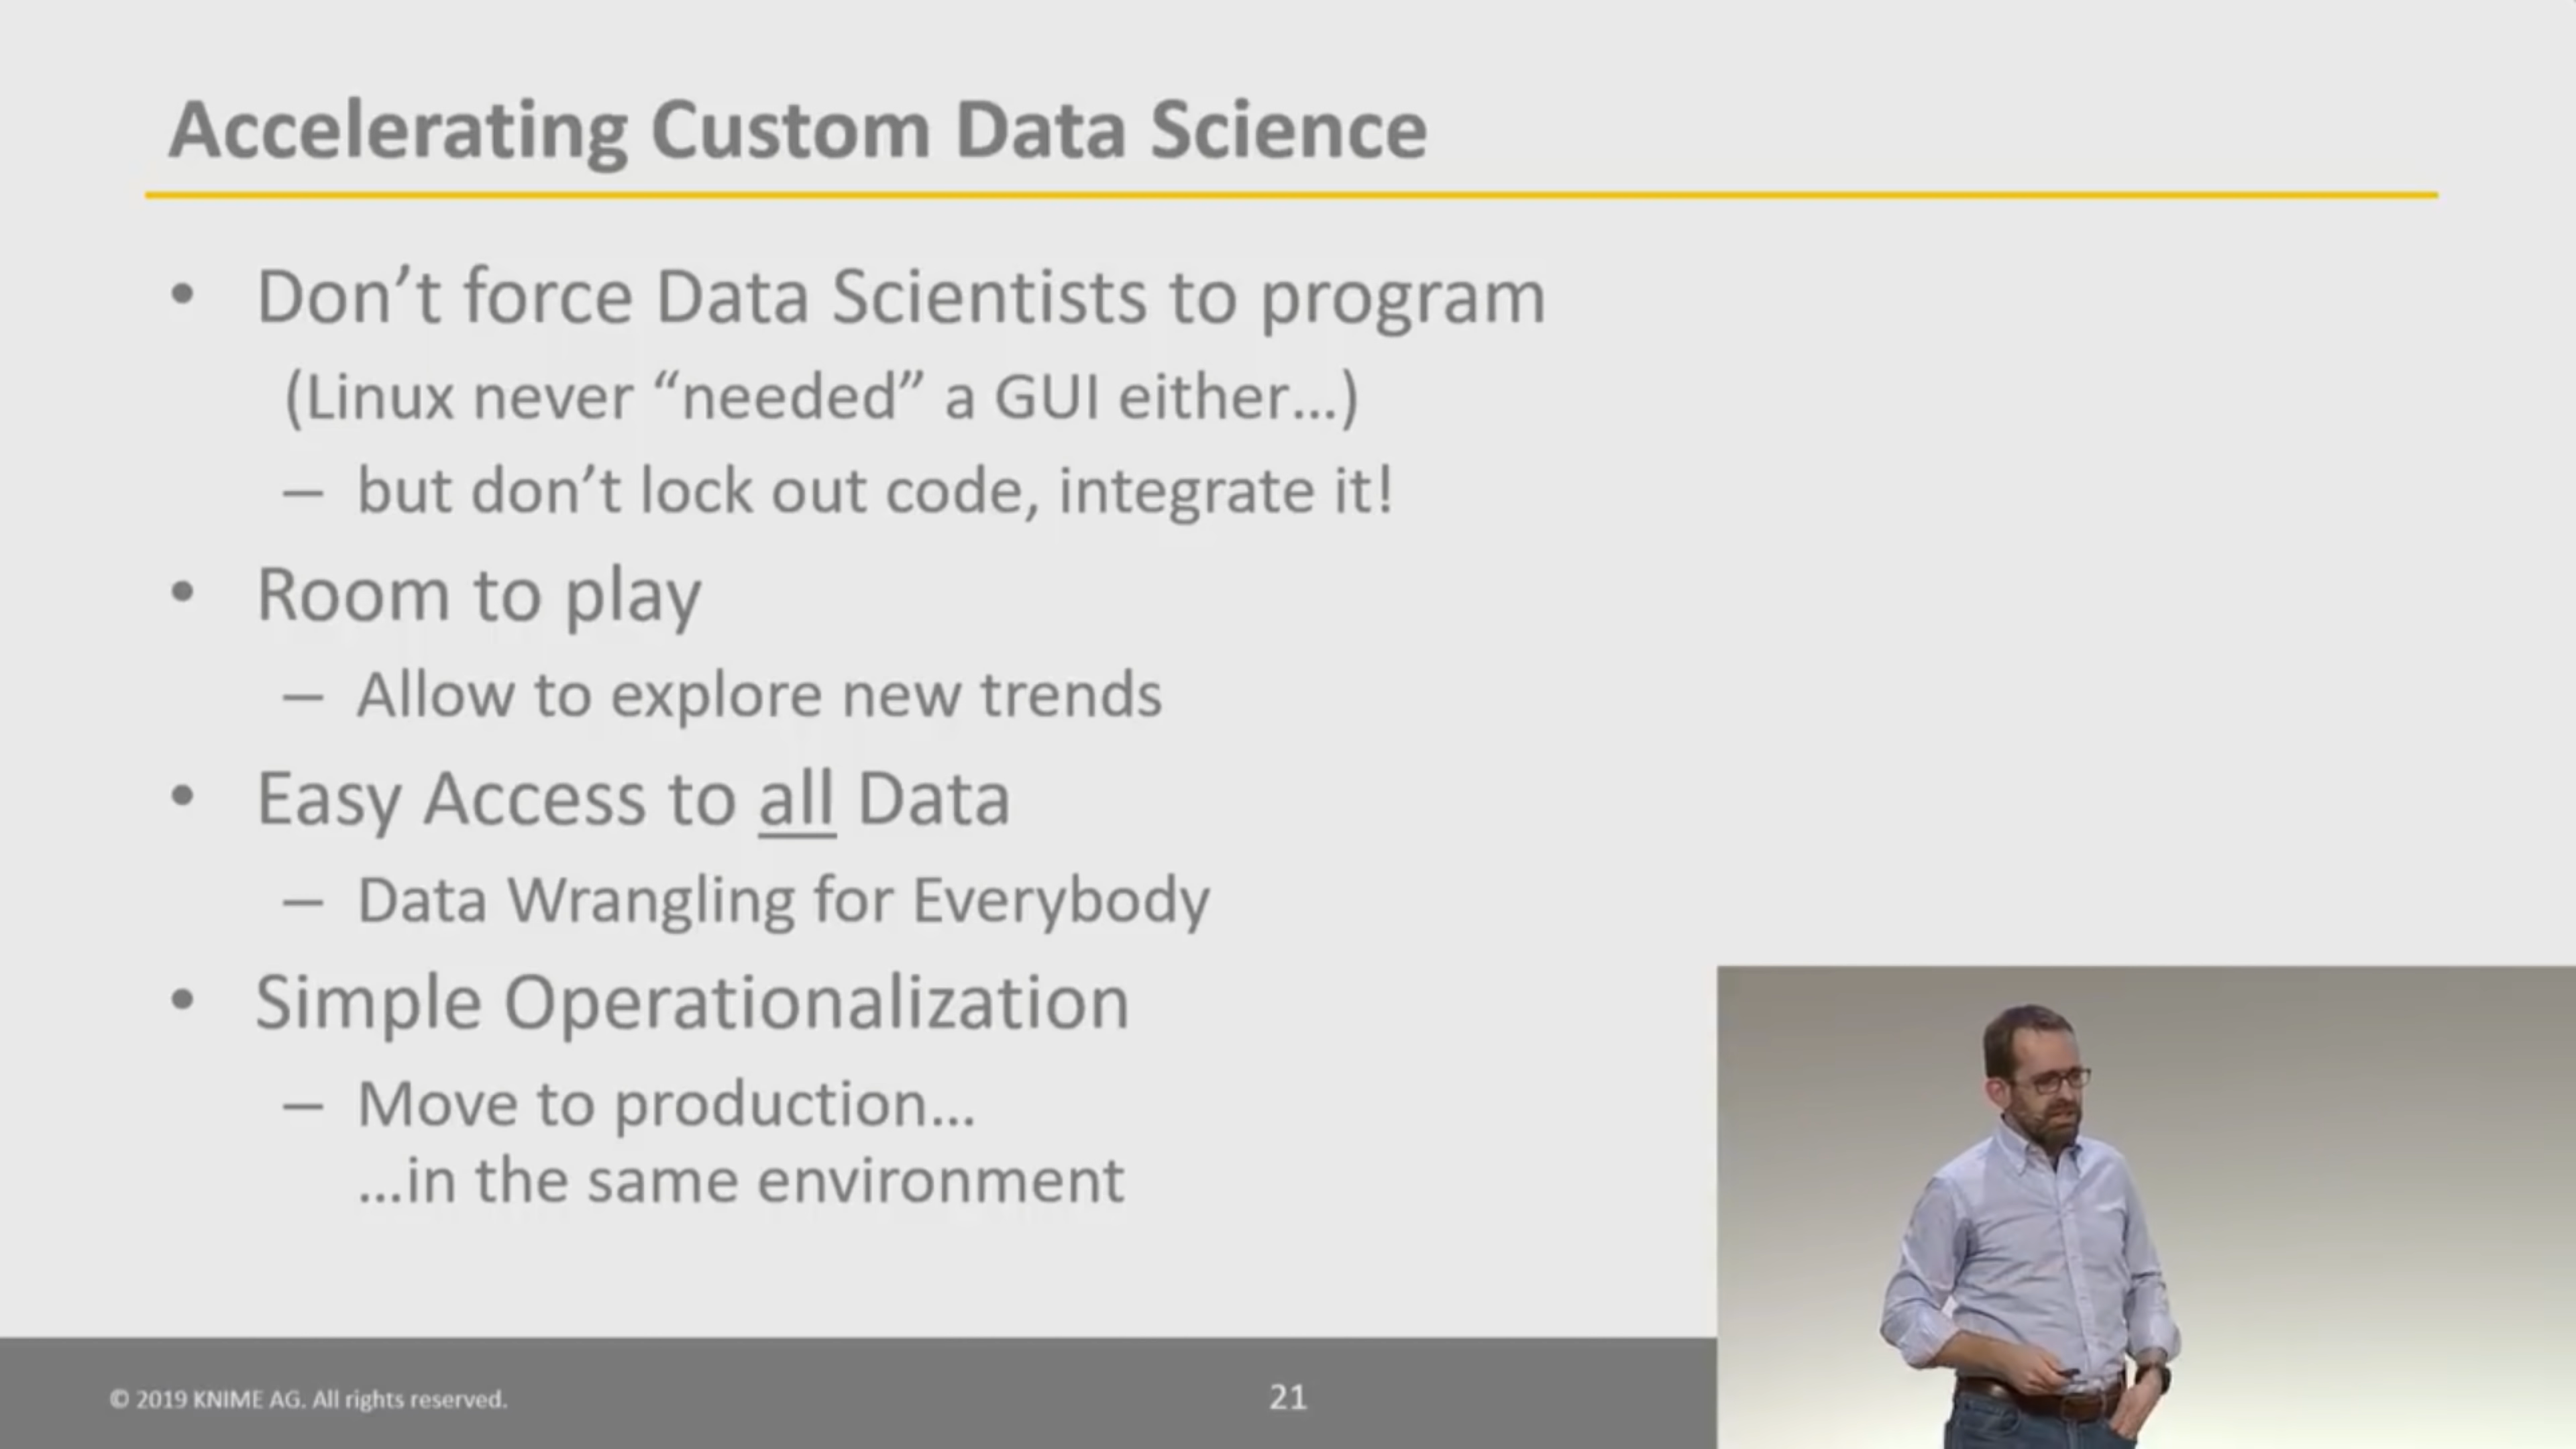 Accelerating Custom Data Science
• Don’t force Data Scientists to program
(Linux never “needed” a GUI either…)
– but don’t lock out code, integrate it!
• Room to play
– Allow to explore new trends
• Easy Access to all Data
– Data Wrangling for Everybody
• Simple Operationalization
– Move to production…
…in the same environment
© 2019 KNIME AG. All rights reserved.
21